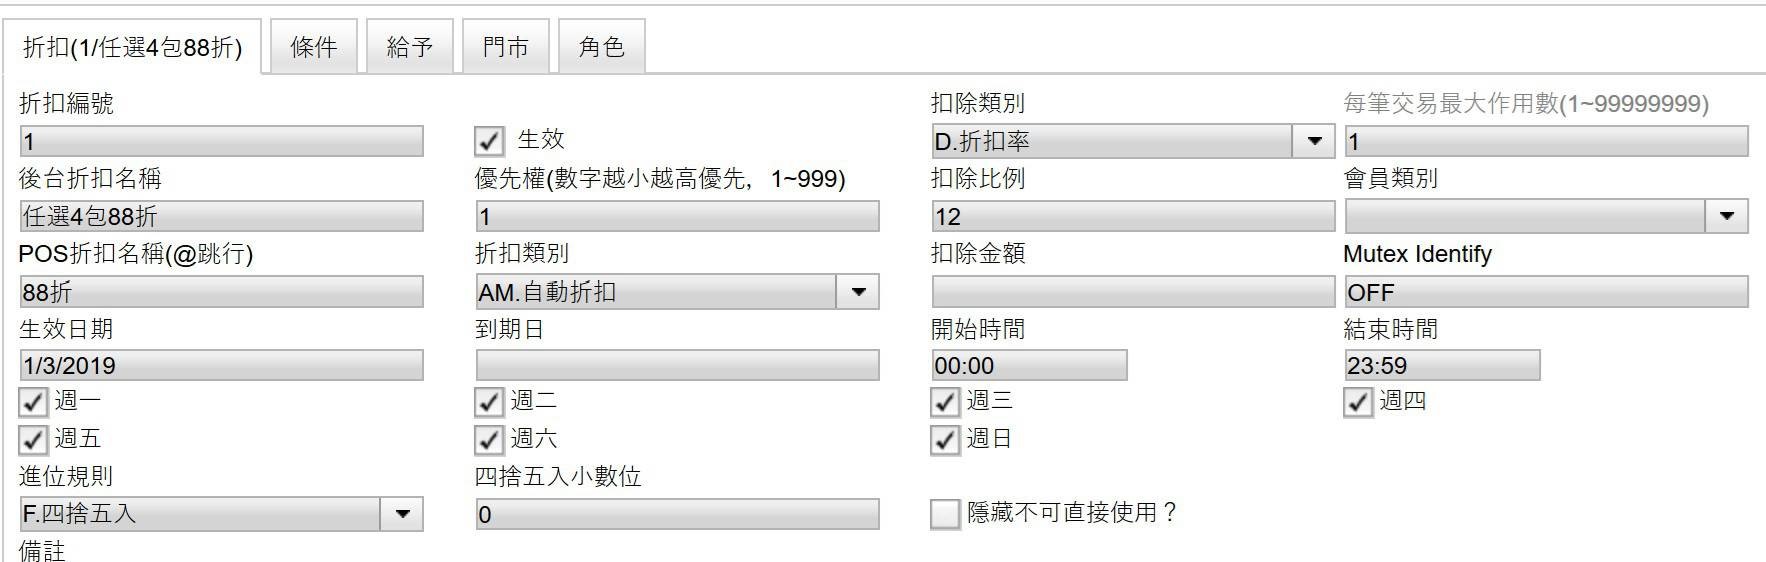 折扣(1/任選4包88折) 條件 給予 門市 角色
折扣編號 扣除類別 每筆交易最大作用數(1~99999999)
1 生效 D.折扣率 1
後台折扣名稱 優先權(數字越小越高優先，1~999) 扣除比例 會員類別
任選4包88折 1 12
POS折扣名稱(@跳行) 折扣類別 扣除金額 Mutex Identify
88折 AM.自動折扣 OFF
生效日期 到期日 開始時間 結束時間
1/3/2019 00:00 23:59
週一 週二 週三 週四
週五 週六 週日
進位規則 四捨五入小數位
F.四捨五入 0 隱藏不可直接使用？
備註